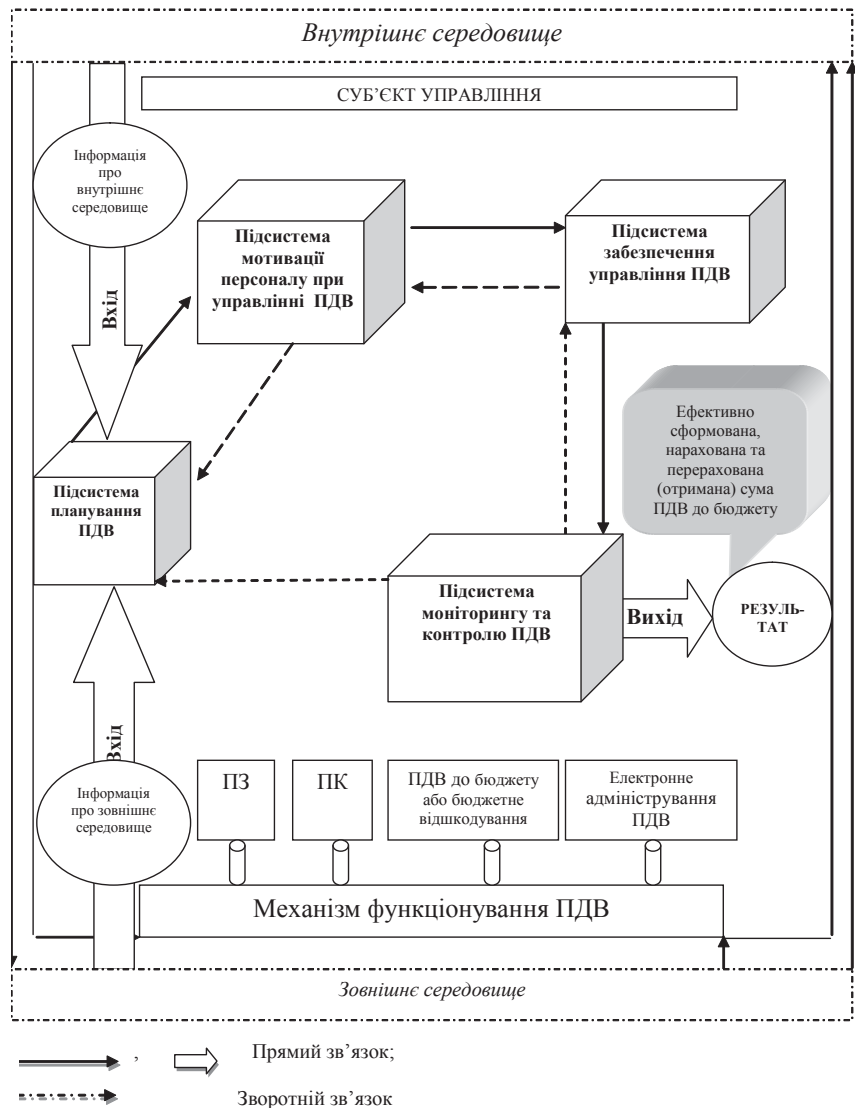 Внутрішнє середовище
СУБ’ЄКТ УПРАВЛІННЯ
Інформація
про
внутрішнє
середовище
Вхід
Підсистема
мотивації
персоналу при
управлінні ПДВ
Підсистема
забезпечення
управління ПДВ
Ефективно
сформована,
нарахована та
перерахована
(отримана) сума
ПДВ до бюджету
Підсистема
планування
ПДВ
Підсистема
моніторингу та
контролю ПДВ
Вихід
РЕЗУЛЬ-
ТАТ
Вхід
Інформація
про зовнішнє
середовище
ПЗ
ПК
ПДВ до бюджету
або бюджетне
відшкодування
Електронне
адміністрування
ПДВ
Механізм функціонування ПДВ
Зовнішнє середовище
, Прямий зв’язок;
Зворотній зв’язок